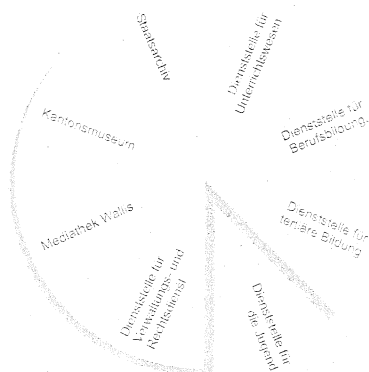 Staatsarchiv
Dienststelle für
Unterrichtswesen
Dienststelle für
Berufsbildung
Dienststelle für
tertiäre Bildung
Dienststelle für
die Jugend
Dienststelle für
Verwaltungs- und
Rechtsdienst
Mediathek Wallis
Kantonsmuseum